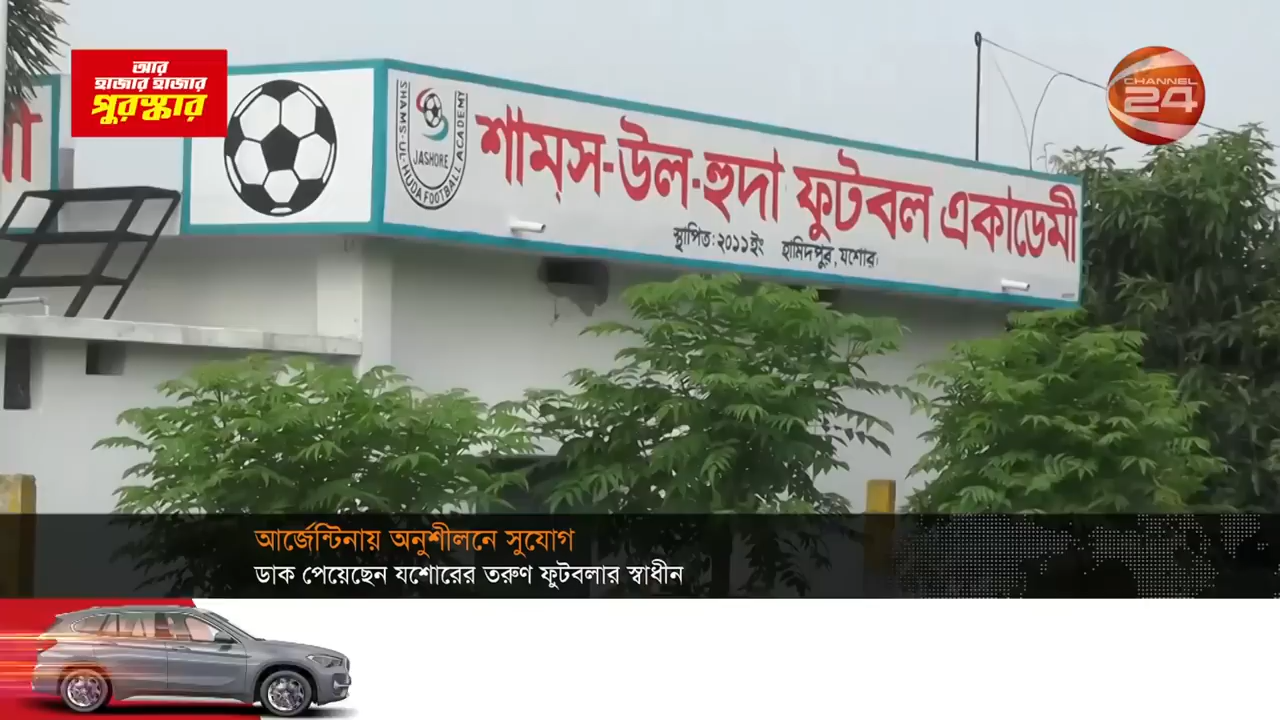 আর
হাজার হাজার
পুরস্কার
CHANNEL
24
SHAMS-UL-HUDA FOOTBALL ACADEMY
JASHORE
শামস-উল-হুদা ফুটবল একাডেমী
স্থাপিত: ২০১১ইং হামিদপুর, যশোর।
আর্জেন্টিনায় অনুশীলনে সুযোগ
ডাক পেয়েছেন যশোরের তরুণ ফুটবলার স্বাধীন